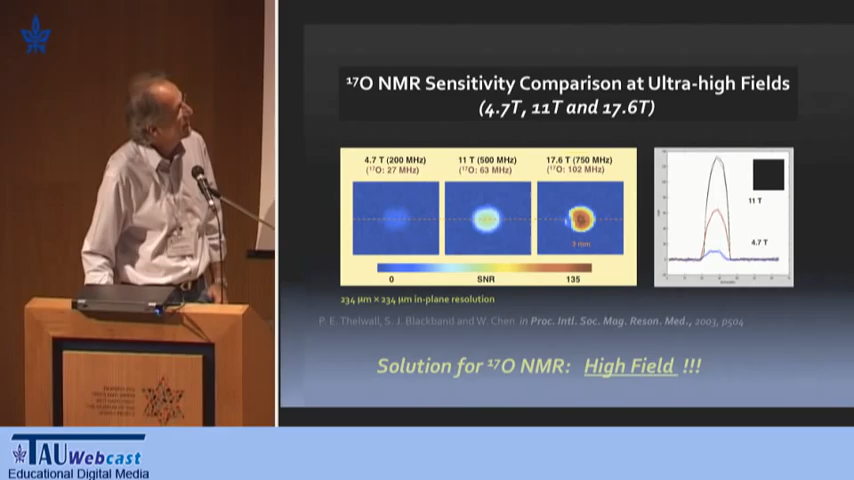 ¹⁷O NMR Sensitivity Comparison at Ultra-high Fields
(4.7T, 11T and 17.6T)
4.7 T (200 MHz)
(¹⁷O: 27 MHz)
11 T (500 MHz)
(¹⁷O: 63 MHz)
17.6 T (750 MHz)
(¹⁷O: 102 MHz)
3 mm
0
SNR
135
11 T
4.7 T
234 µm × 234 µm in-plane resolution
P. E. Thelwall, S. J. Blackband and W. Chen in Proc. Intl. Soc. Mag. Reson. Med., 2003, p504
Solution for ¹⁷O NMR: High Field !!!
TAUWebcast
Educational Digital Media